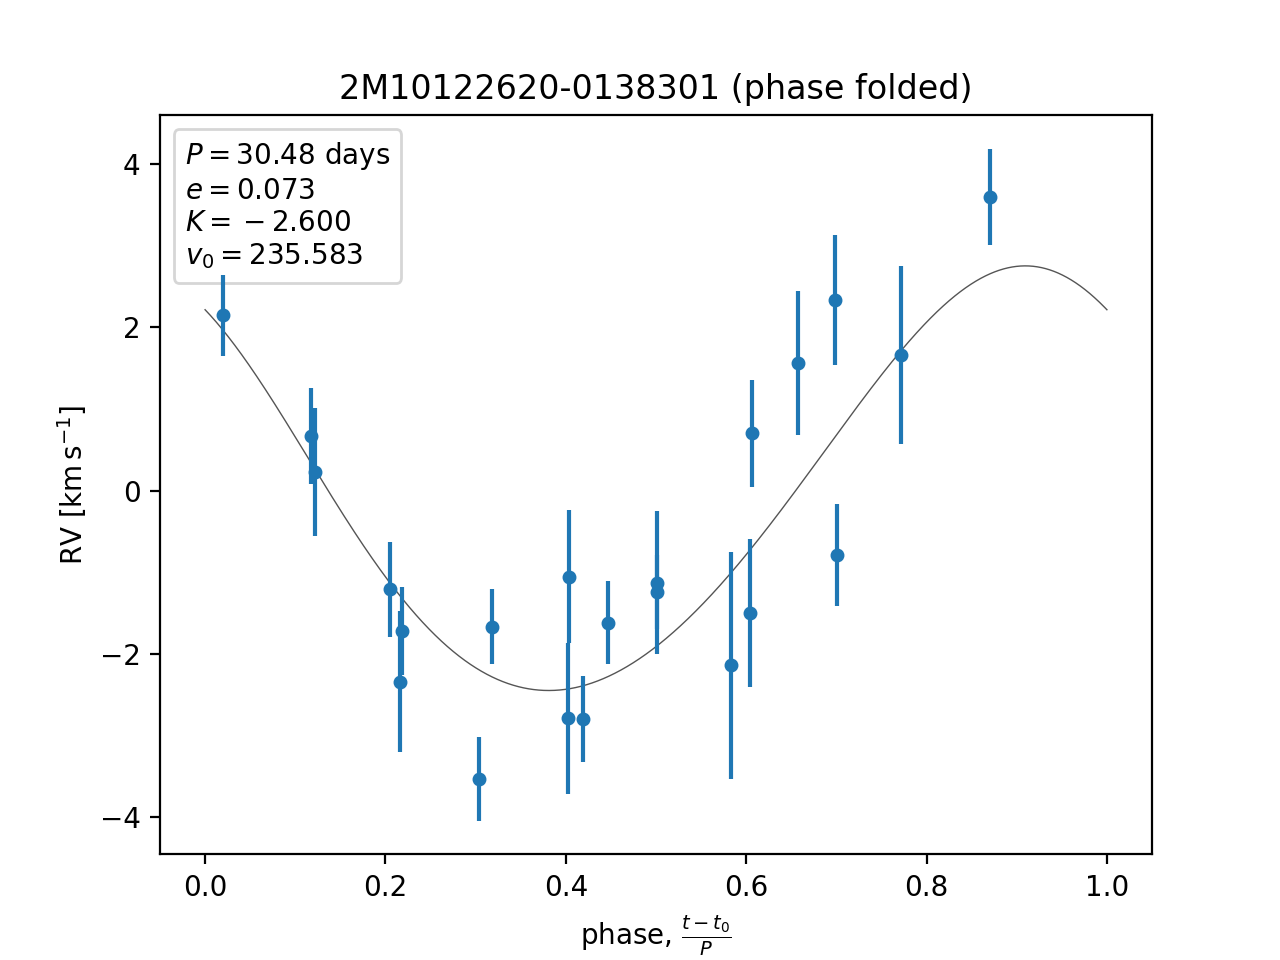 2M10122620-0138301 (phase folded)
P = 30.48 days
e = 0.073
K = −2.600
v₀ = 235.583
4
2
0
−2
−4
RV [km s⁻¹]
0.0 0.2 0.4 0.6 0.8 1.0
phase, (t − t₀)/P